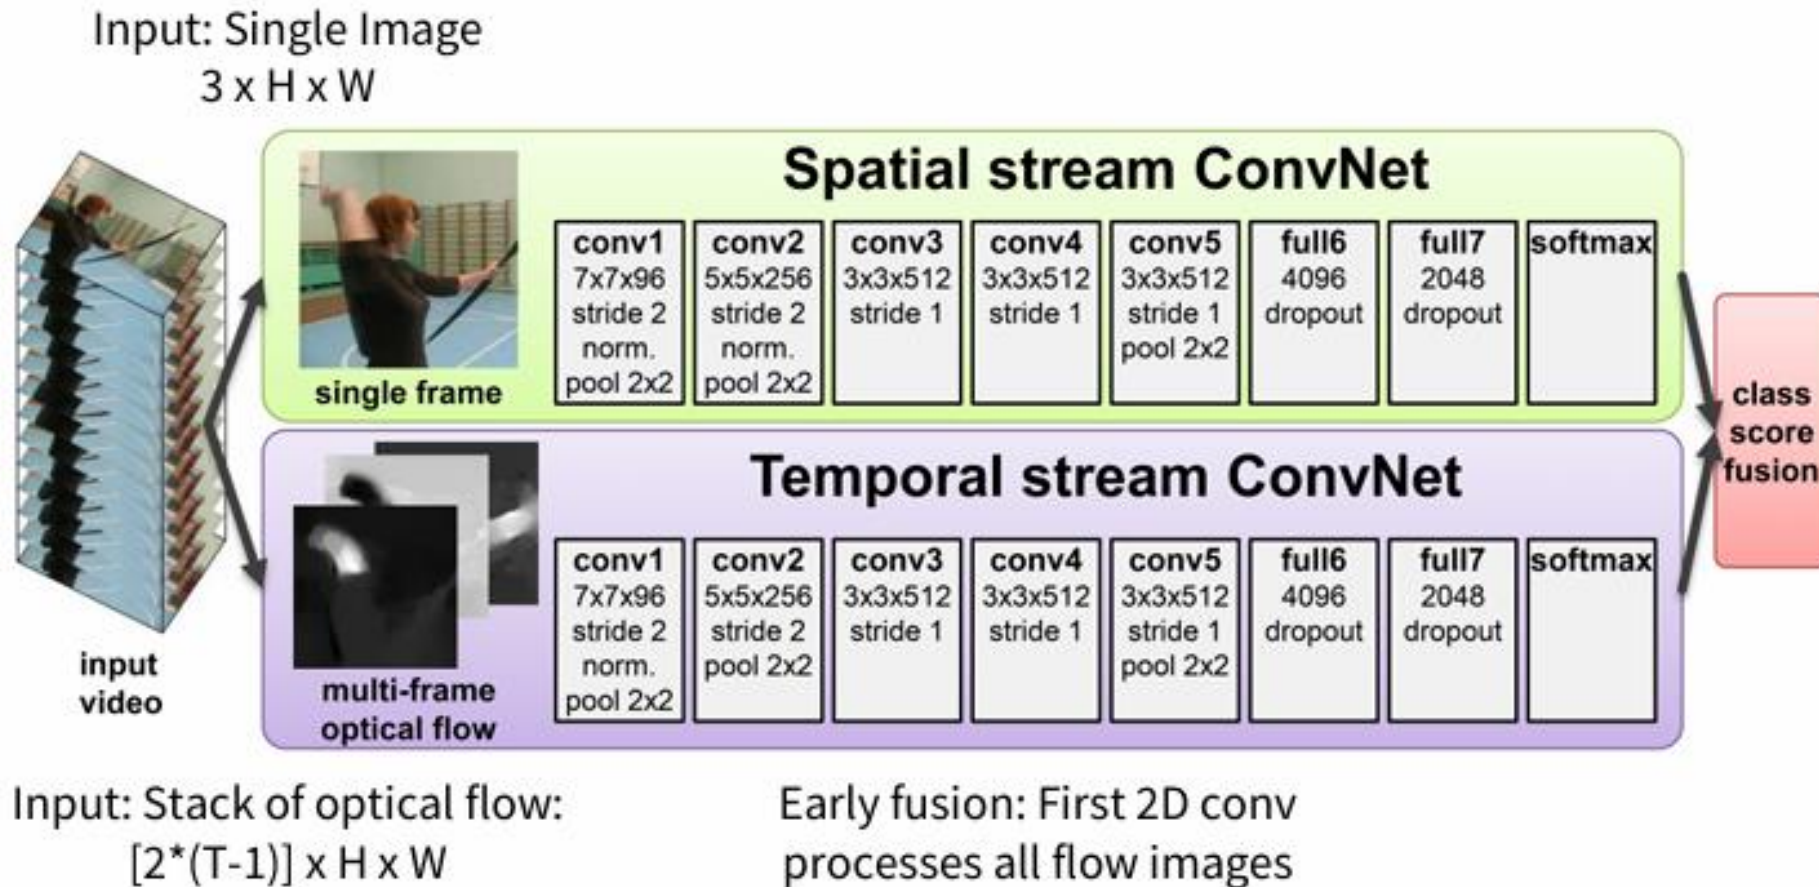 Input: Single Image
3 x H x W
Spatial stream ConvNet
conv1
7x7x96
stride 2
norm.
pool 2x2
conv2
5x5x256
stride 2
norm.
pool 2x2
conv3
3x3x512
stride 1
conv4
3x3x512
stride 1
conv5
3x3x512
stride 1
pool 2x2
full6
4096
dropout
full7
2048
dropout
softmax
single frame
Temporal stream ConvNet
conv1
7x7x96
stride 2
norm.
pool 2x2
conv2
5x5x256
stride 2
pool 2x2
conv3
3x3x512
stride 1
conv4
3x3x512
stride 1
conv5
3x3x512
stride 1
pool 2x2
full6
4096
dropout
full7
2048
dropout
softmax
multi-frame
optical flow
input
video
class
score
fusion
Input: Stack of optical flow:
[2*(T-1)] x H x W
Early fusion: First 2D conv
processes all flow images